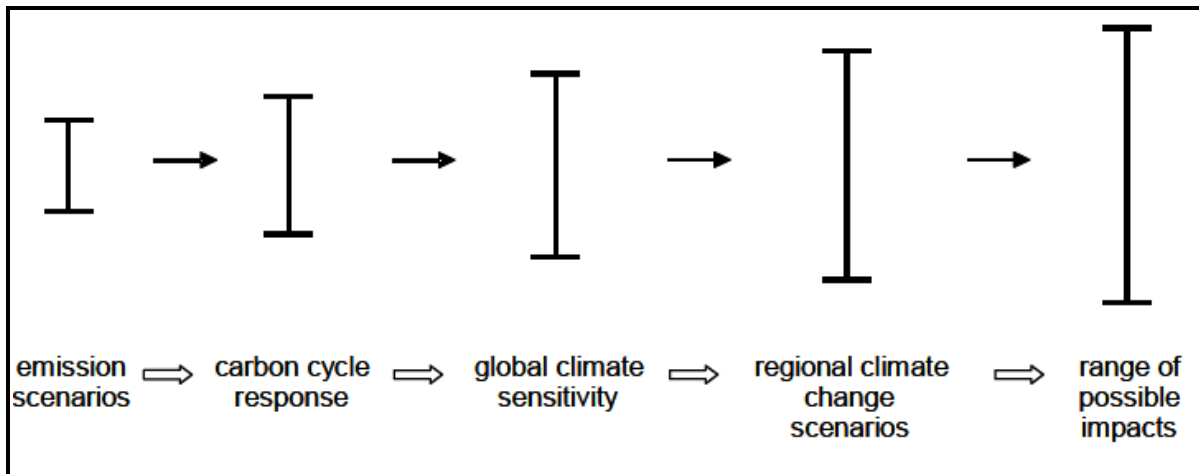 emission
scenarios
carbon cycle
response
global climate
sensitivity
regional climate
change
scenarios
range of
possible
impacts